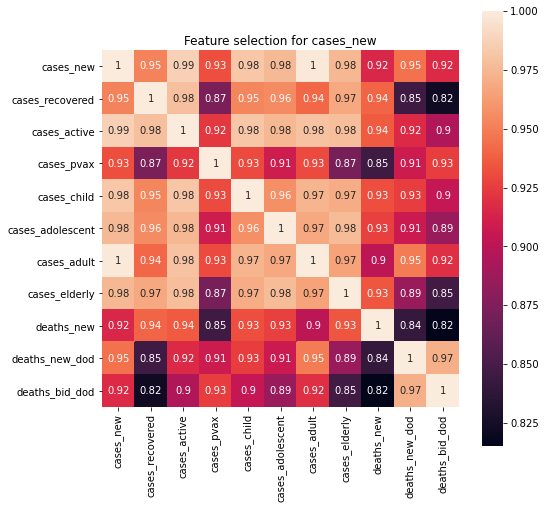 Feature selection for cases_new
cases_new 1 0.95 0.99 0.93 0.98 0.98 1 0.98 0.92 0.95 0.92
cases_recovered 0.95 1 0.98 0.87 0.95 0.96 0.94 0.97 0.94 0.85 0.82
cases_active 0.99 0.98 1 0.92 0.98 0.98 0.98 0.98 0.94 0.92 0.9
cases_pvax 0.93 0.87 0.92 1 0.93 0.91 0.93 0.87 0.85 0.91 0.93
cases_child 0.98 0.95 0.98 0.93 1 0.96 0.97 0.97 0.93 0.93 0.9
cases_adolescent 0.98 0.96 0.98 0.91 0.96 1 0.97 0.98 0.93 0.91 0.89
cases_adult 1 0.94 0.98 0.93 0.97 0.97 1 0.97 0.9 0.95 0.92
cases_elderly 0.98 0.97 0.98 0.87 0.97 0.98 0.97 1 0.93 0.89 0.85
deaths_new 0.92 0.94 0.94 0.85 0.93 0.93 0.9 0.93 1 0.84 0.82
deaths_new_dod 0.95 0.85 0.92 0.91 0.93 0.91 0.95 0.89 0.84 1 0.97
deaths_bid_dod 0.92 0.82 0.9 0.93 0.9 0.89 0.92 0.85 0.82 0.97 1
cases_new
cases_recovered
cases_active
cases_pvax
cases_child
cases_adolescent
cases_adult
cases_elderly
deaths_new
deaths_new_dod
deaths_bid_dod
1.000
0.975
0.950
0.925
0.900
0.875
0.850
0.825